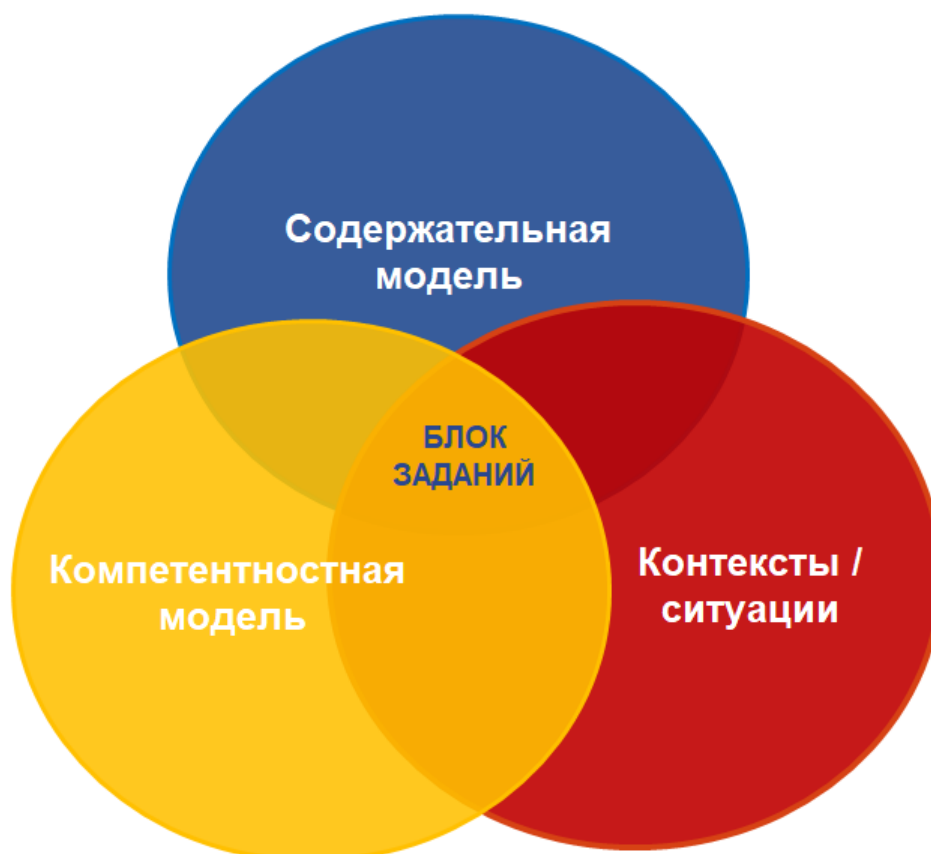 Содержательная
модель
БЛОК
ЗАДАНИЙ
Компетентностная
модель
Контексты /
ситуации